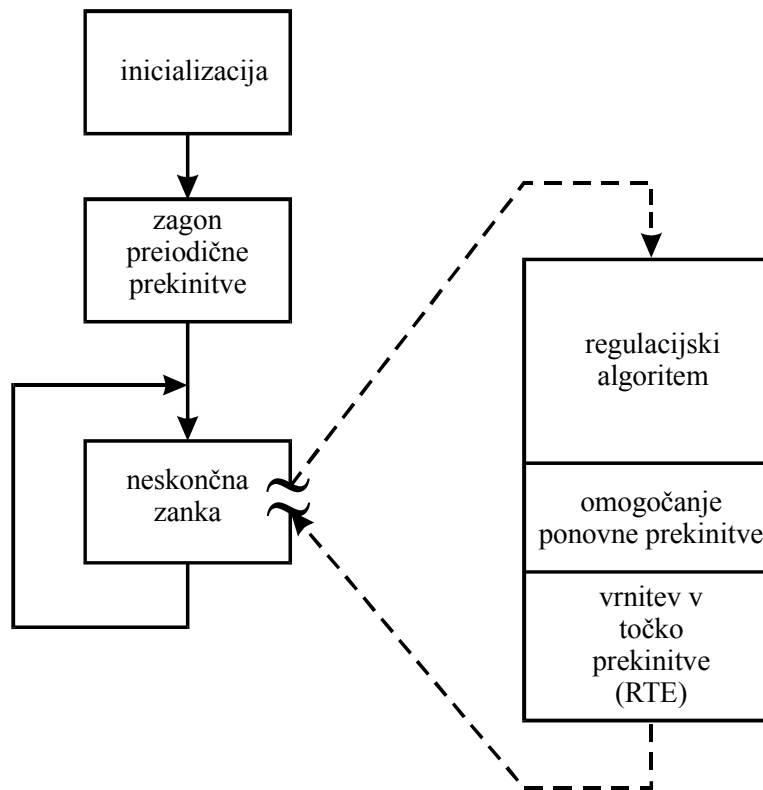 inicializacija
zagon
preiodične
prekinitve
neskončna
zanka
regulacijski
algoritem
omogočanje
ponovne prekinitve
vrnitev v
točko
prekinitve
(RTE)